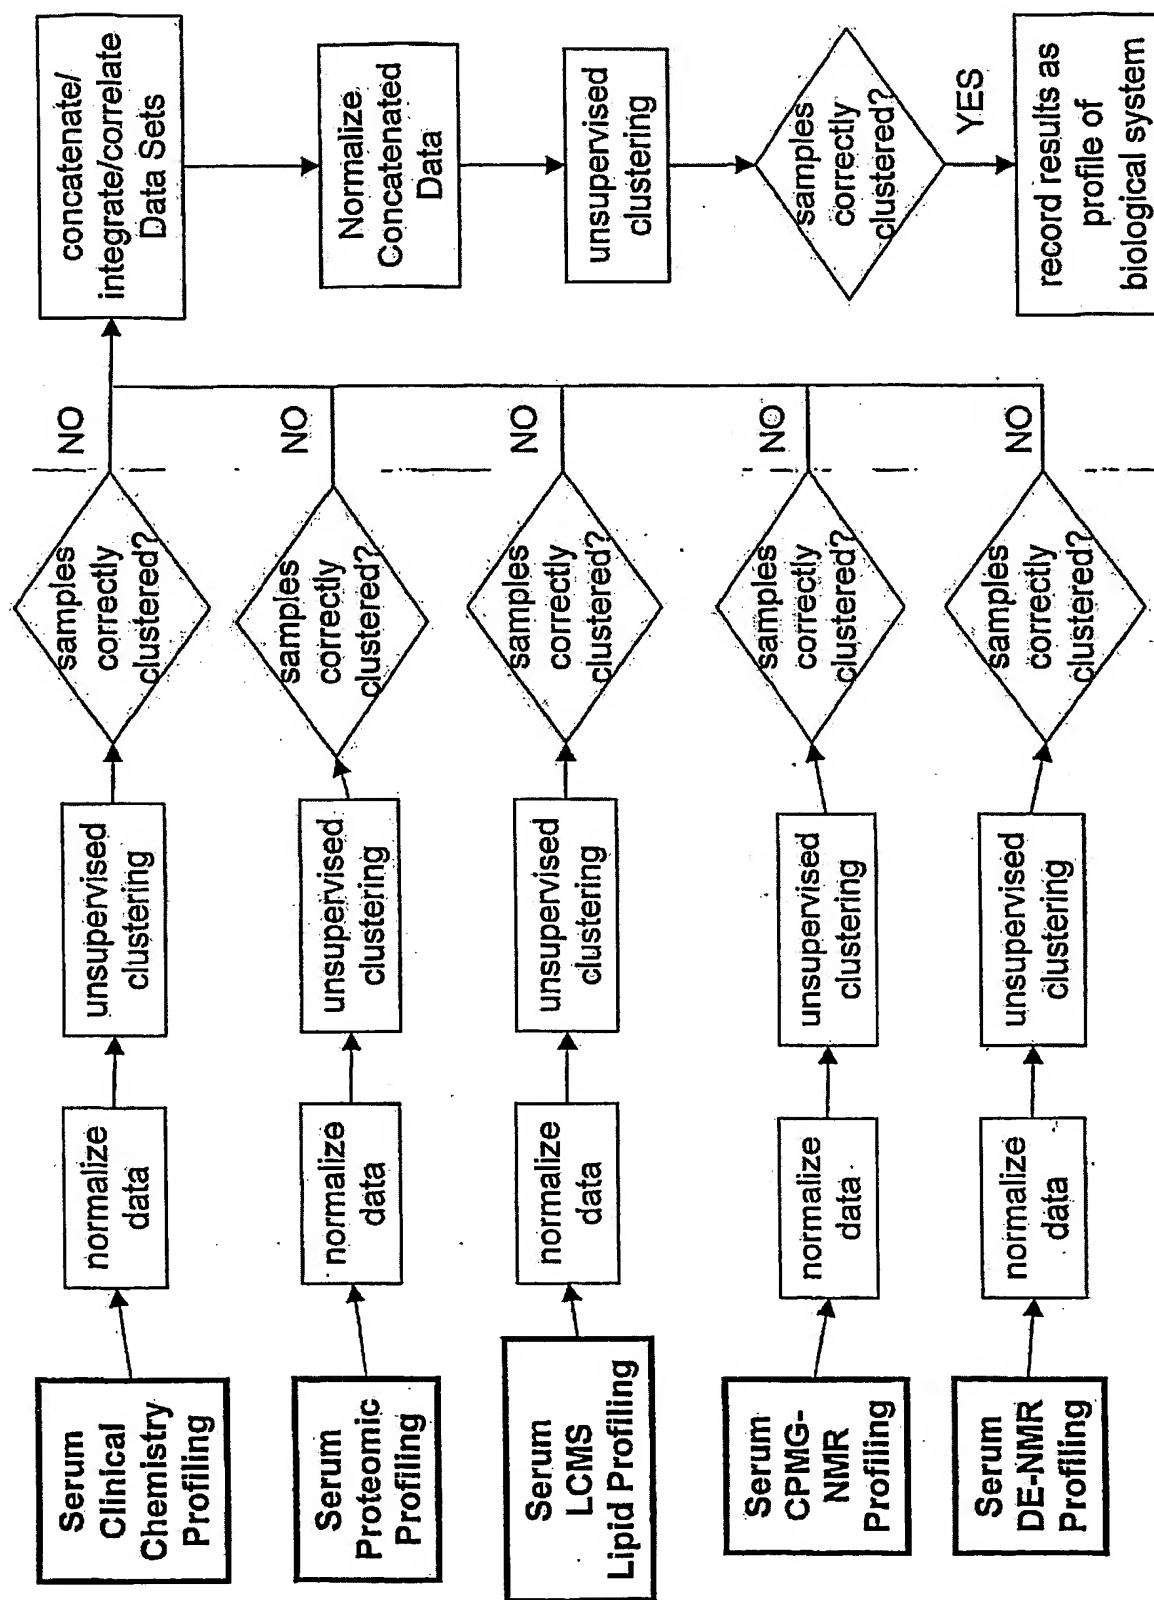 Serum
Clinical
Chemistry
Profiling
normalize
data
unsupervised
clustering
samples
correctly
clustered?
NO
Serum
Proteomic
Profiling
normalize
data
unsupervised
clustering
samples
correctly
clustered?
NO
Serum
LCMS
Lipid Profiling
normalize
data
unsupervised
clustering
samples
correctly
clustered?
NO
Serum
CPMG-
NMR
Profiling
normalize
data
unsupervised
clustering
samples
correctly
clustered?
NO
Serum
DE-NMR
Profiling
normalize
data
unsupervised
clustering
samples
correctly
clustered?
NO
concatenate/
integrate/correlate
Data Sets
Normalize
Concatenated
Data
unsupervised
clustering
samples
correctly
clustered?
YES
record results as
profile of
biological system